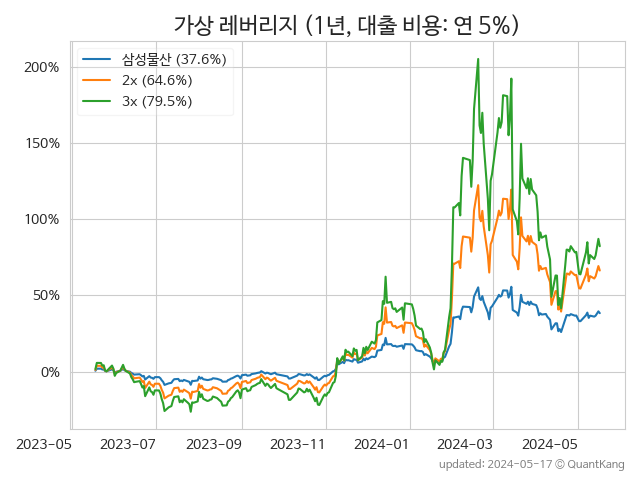 가상 레버리지 (1년, 대출 비용: 연 5%)
삼성물산 (37.6%)
2x (64.6%)
3x (79.5%)
200%
150%
100%
50%
0%
2023-05 2023-07 2023-09 2023-11 2024-01 2024-03 2024-05
updated: 2024-05-17 © QuantKang